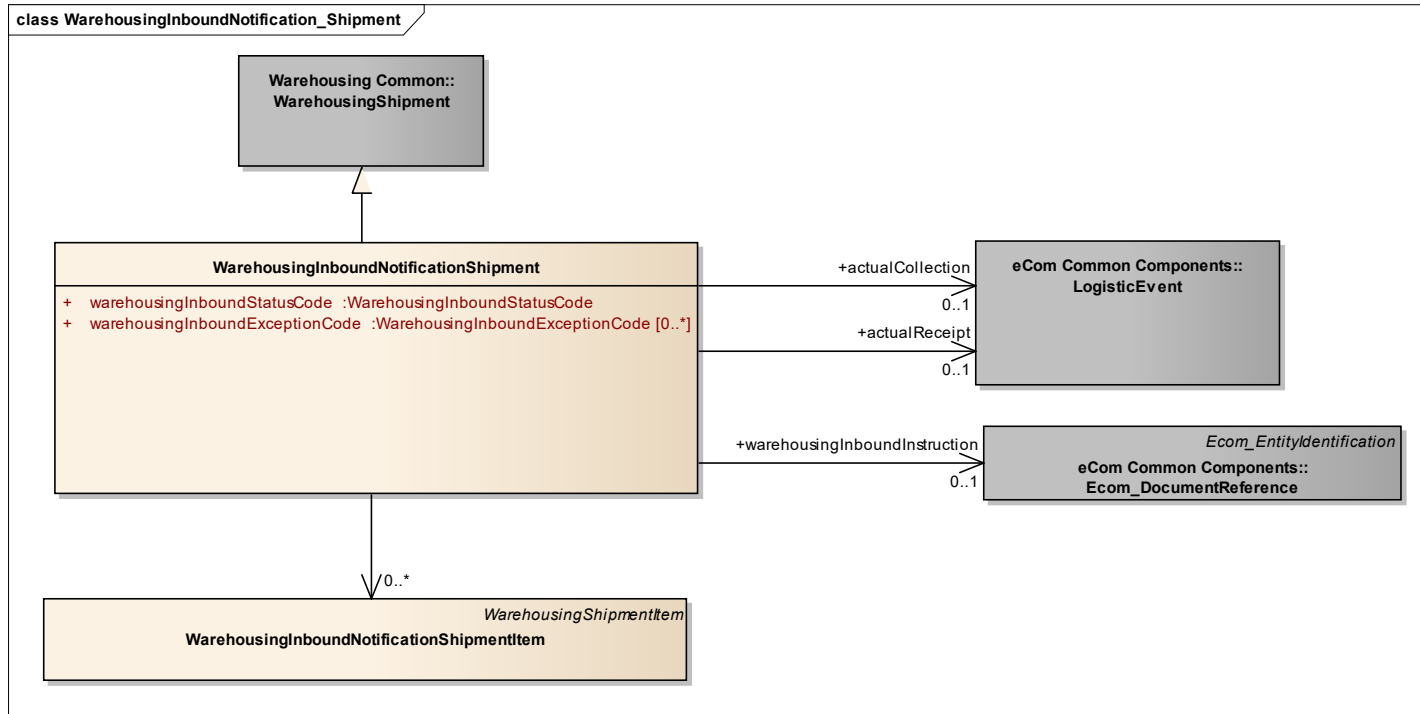 class WarehousingInboundNotification_Shipment
Warehousing Common::
WarehousingShipment
WarehousingInboundNotificationShipment
+ warehousingInboundStatusCode :WarehousingInboundStatusCode
+ warehousingInboundExceptionCode :WarehousingInboundExceptionCode [0..*]
+actualCollection
0..1
+actualReceipt
0..1
eCom Common Components::
LogisticEvent
+warehousingInboundInstruction
0..1
Ecom_EntityIdentification
eCom Common Components::
Ecom_DocumentReference
0..*
WarehousingShipmentItem
WarehousingInboundNotificationShipmentItem